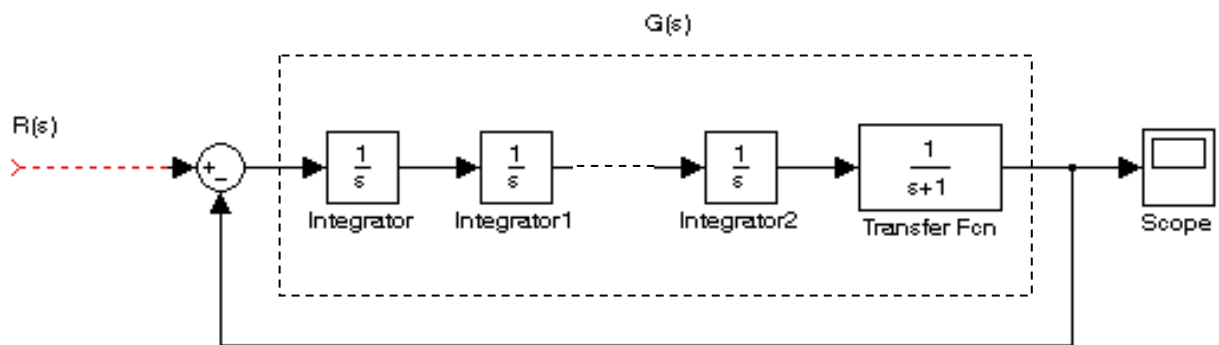 G(s)
R(s)
+
−
1
s
Integrator
1
s
Integrator1
1
s
Integrator2
1
s+1
Transfer Fcn
Scope